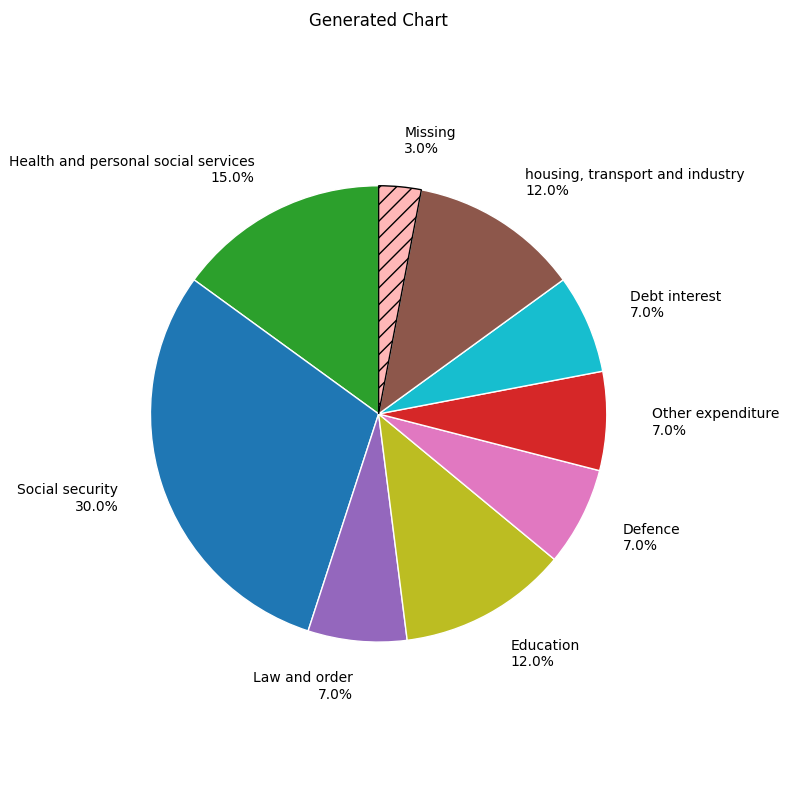 Generated Chart
Missing
3.0%
Health and personal social services
15.0%
housing, transport and industry
12.0%
Debt interest
7.0%
Other expenditure
7.0%
Social security
30.0%
Defence
7.0%
Education
12.0%
Law and order
7.0%